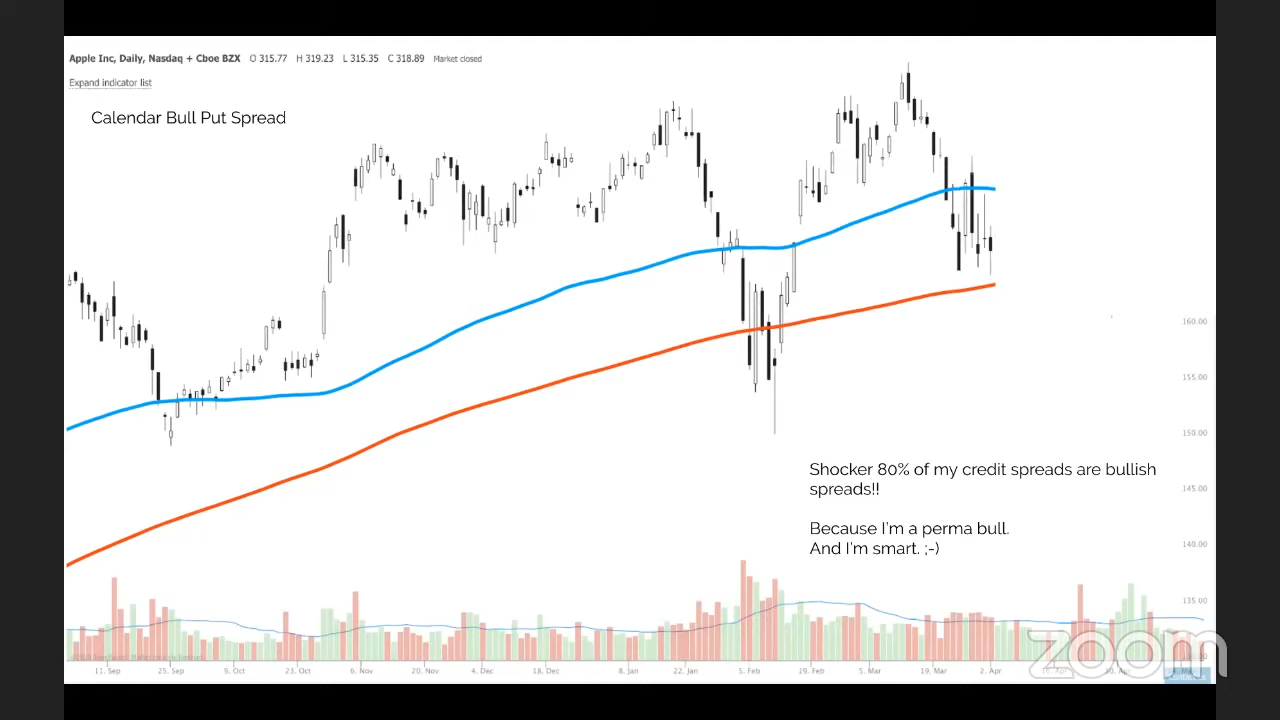 Apple Inc, Daily, Nasdaq + Cboe BZX O 315.77 H 319.23 L 315.35 C 318.89 Market closed
Expand indicator list
Calendar Bull Put Spread
160.00
155.00
150.00
Shocker 80% of my credit spreads are bullish
spreads!!
145.00
Because I'm a perma bull.
And I'm smart. ;-)
140.00
135.00
zoom
11. Sep 25. Sep 9. Oct 23. Oct 6. Nov 20. Nov 4. Dec 18. Dec 8. Jan 22. Jan 5. Feb 19. Feb 5. Mar 19. Mar 2. Apr